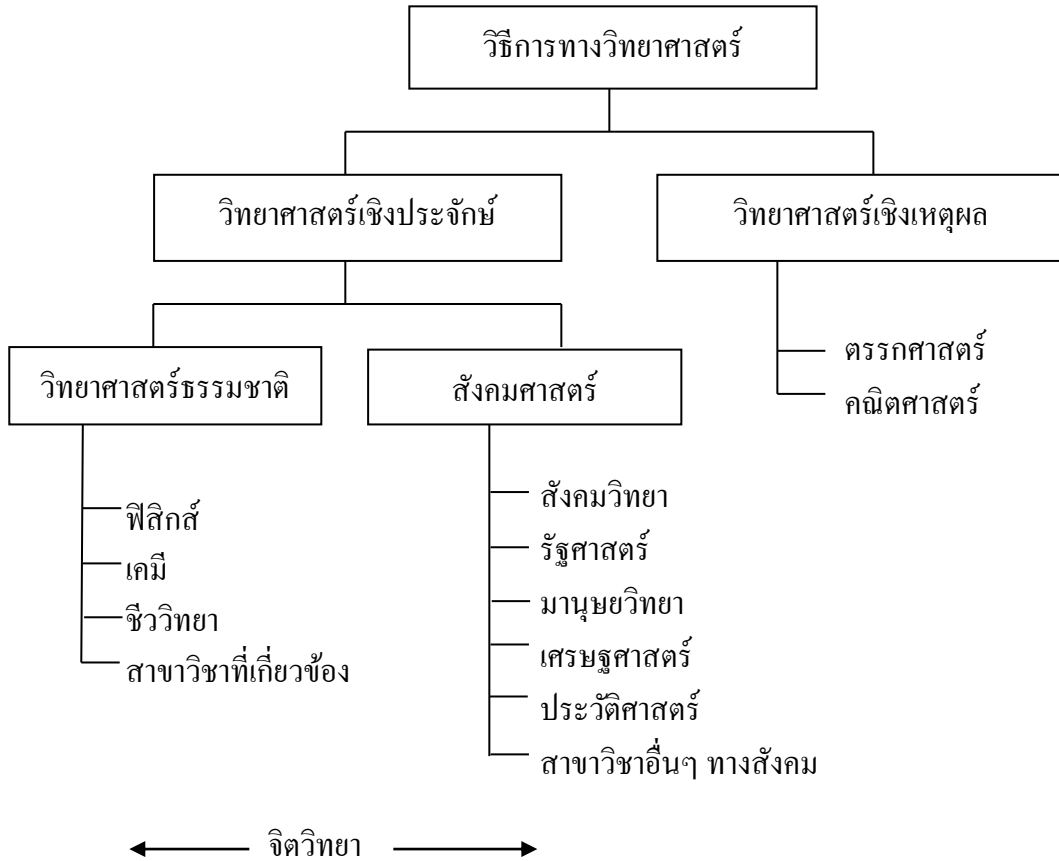 วิธีการทางวิทยาศาสตร์
วิทยาศาสตร์เชิงประจักษ์
วิทยาศาสตร์เชิงเหตุผล
ตรรกศาสตร์
คณิตศาสตร์
วิทยาศาสตร์ธรรมชาติ
สังคมศาสตร์
ฟิสิกส์
เคมี
ชีววิทยา
สาขาวิชาที่เกี่ยวข้อง
สังคมวิทยา
รัฐศาสตร์
มานุษยวิทยา
เศรษฐศาสตร์
ประวัติศาสตร์
สาขาวิชาอื่นๆ ทางสังคม
จิตวิทยา